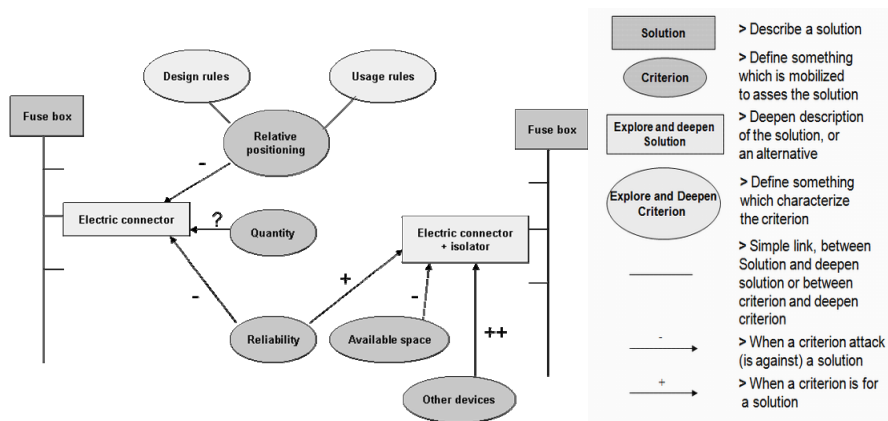 Design rules
Usage rules
Fuse box
Relative
positioning
-
Electric connector
?
Quantity
-
Reliability
+
Available space
-
++
Other devices
Fuse box
Electric connector
+ isolator
Solution
> Describe a solution
Criterion
> Define something
which is mobilized
to asses the solution
Explore and deepen
Solution
> Deepen description
of the solution, or
an alternative
Explore and Deepen
Criterion
> Define something
which characterize
the criterion
> Simple link, between
Solution and deepen
solution or between
criterion and deepen
criterion
-
> When a criterion attack
(is against) a solution
+
> When a criterion is for
a solution